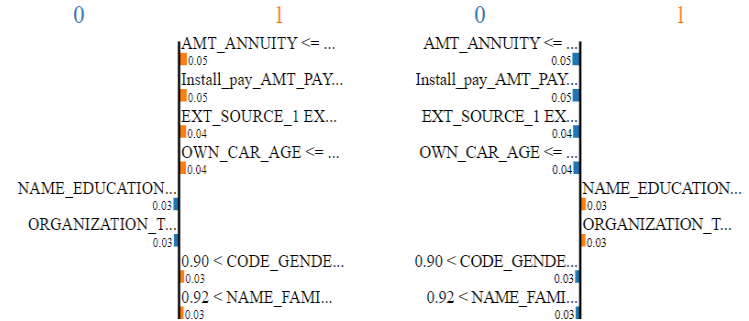 0 1 0 1
AMT_ANNUITY <= ... AMT_ANNUITY <= ...
0.05 0.05
Install_pay_AMT_PAY... Install_pay_AMT_PAY...
0.05 0.05
EXT_SOURCE_1 EX... EXT_SOURCE_1 EX...
0.04 0.04
OWN_CAR_AGE <= ... OWN_CAR_AGE <= ...
0.04 0.04
NAME_EDUCATION... NAME_EDUCATION...
0.03 0.03
ORGANIZATION_T... ORGANIZATION_T...
0.03 0.03
0.90 < CODE_GENDE... 0.90 < CODE_GENDE...
0.03 0.03
0.92 < NAME_FAMI... 0.92 < NAME_FAMI...
0.03 0.03